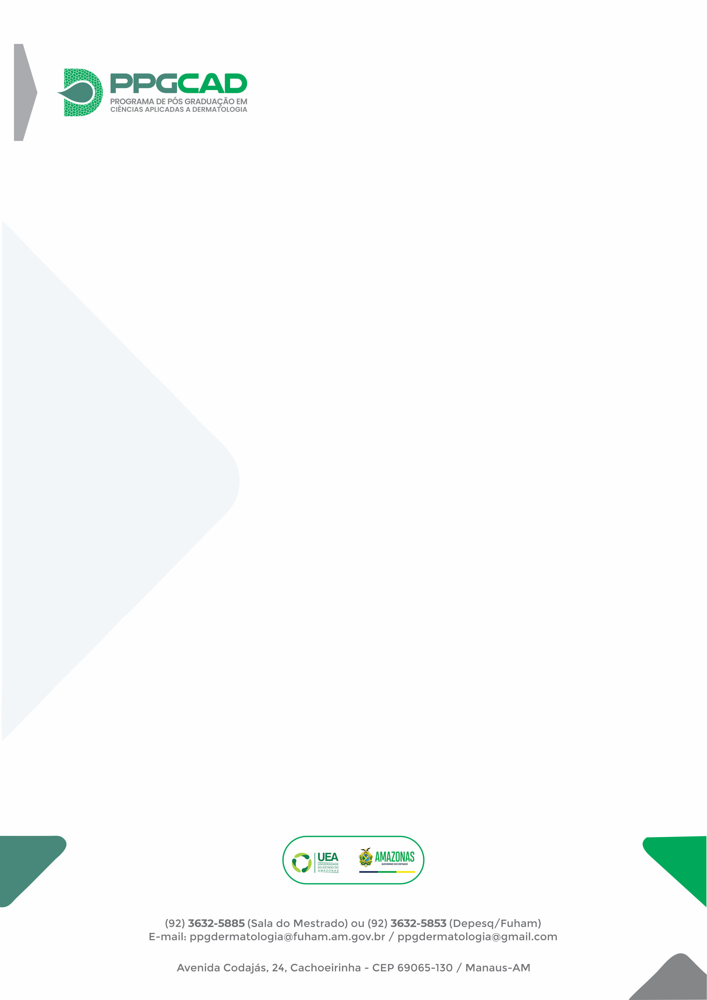 PPGCAD
PROGRAMA DE PÓS GRADUAÇÃO EM
CIÊNCIAS APLICADAS A DERMATOLOGIA
UEA
UNIVERSIDADE
DO ESTADO DO
AMAZONAS
AMAZONAS
GOVERNO DO ESTADO
(92) 3632-5885 (Sala do Mestrado) ou (92) 3632-5853 (Depesq/Fuham)
E-mail: ppgdermatologia@fuham.am.gov.br / ppgdermatologia@gmail.com
Avenida Codajás, 24, Cachoeirinha - CEP 69065-130 / Manaus-AM